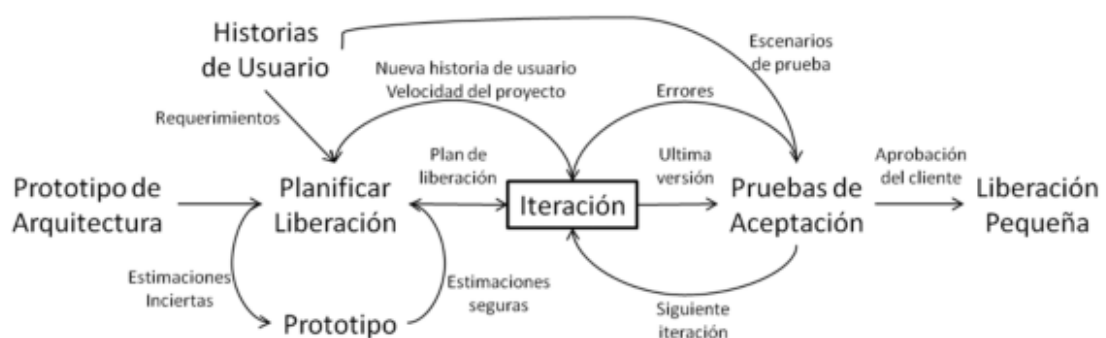 Historias
de Usuario
Escenarios
de prueba
Nueva historia de usuario
Velocidad del proyecto
Errores
Requerimientos
Plan de
liberación
Ultima
versión
Aprobación
del cliente
Prototipo de
Arquitectura
Planificar
Liberación
Iteración
Pruebas de
Aceptación
Liberación
Pequeña
Estimaciones
Inciertas
Estimaciones
seguras
Siguiente
iteración
Prototipo